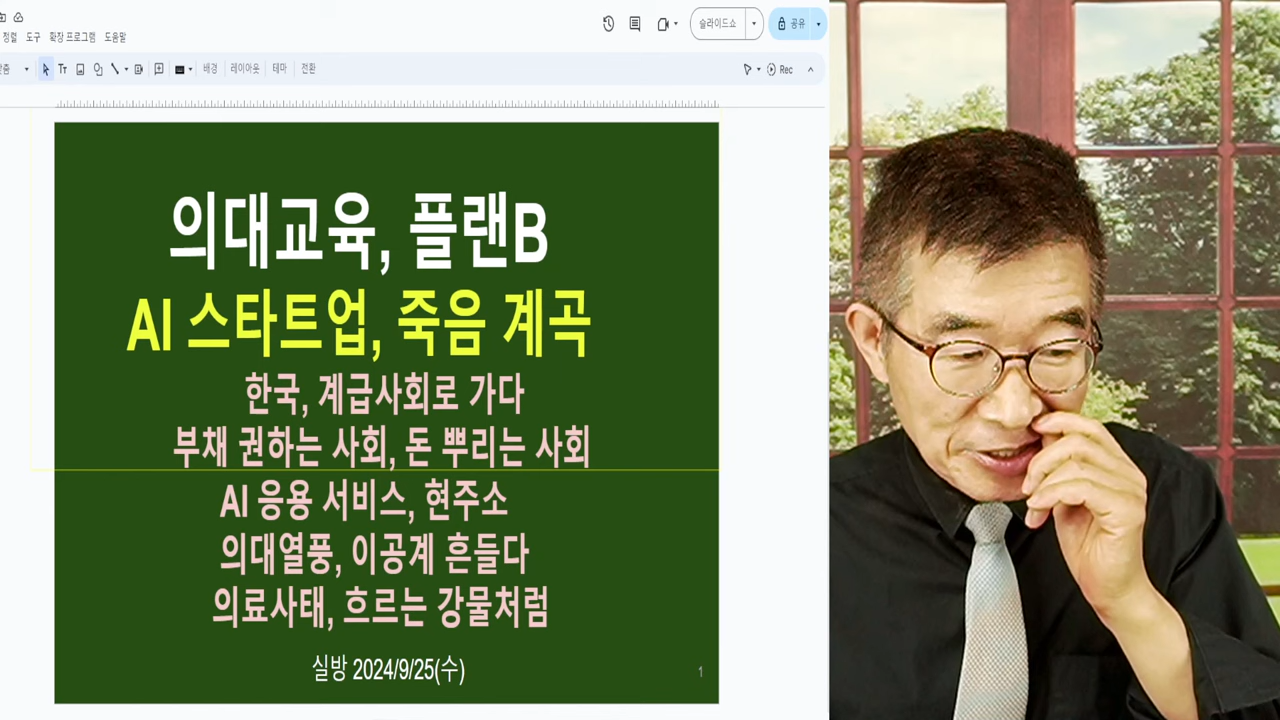 정렬 도구 확장 프로그램 도움말
슬라이드쇼
공유
배경 레이아웃 테마 전환
Rec
의대교육, 플랜B
AI 스타트업, 죽음 계곡
한국, 계급사회로 가다
부채 권하는 사회, 돈 뿌리는 사회
AI 응용 서비스, 현주소
의대열풍, 이공계 흔들다
의료사태, 흐르는 강물처럼
실방 2024/9/25(수)
1